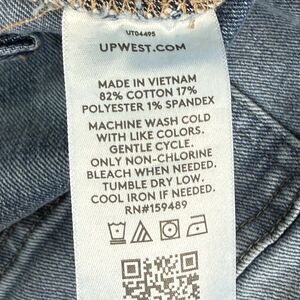 UT04495
UPWEST.COM
MADE IN VIETNAM
82% COTTON 17%
POLYESTER 1% SPANDEX
MACHINE WASH COLD
WITH LIKE COLORS.
GENTLE CYCLE.
ONLY NON-CHLORINE
BLEACH WHEN NEEDED.
TUMBLE DRY LOW.
COOL IRON IF NEEDED.
RN#159489